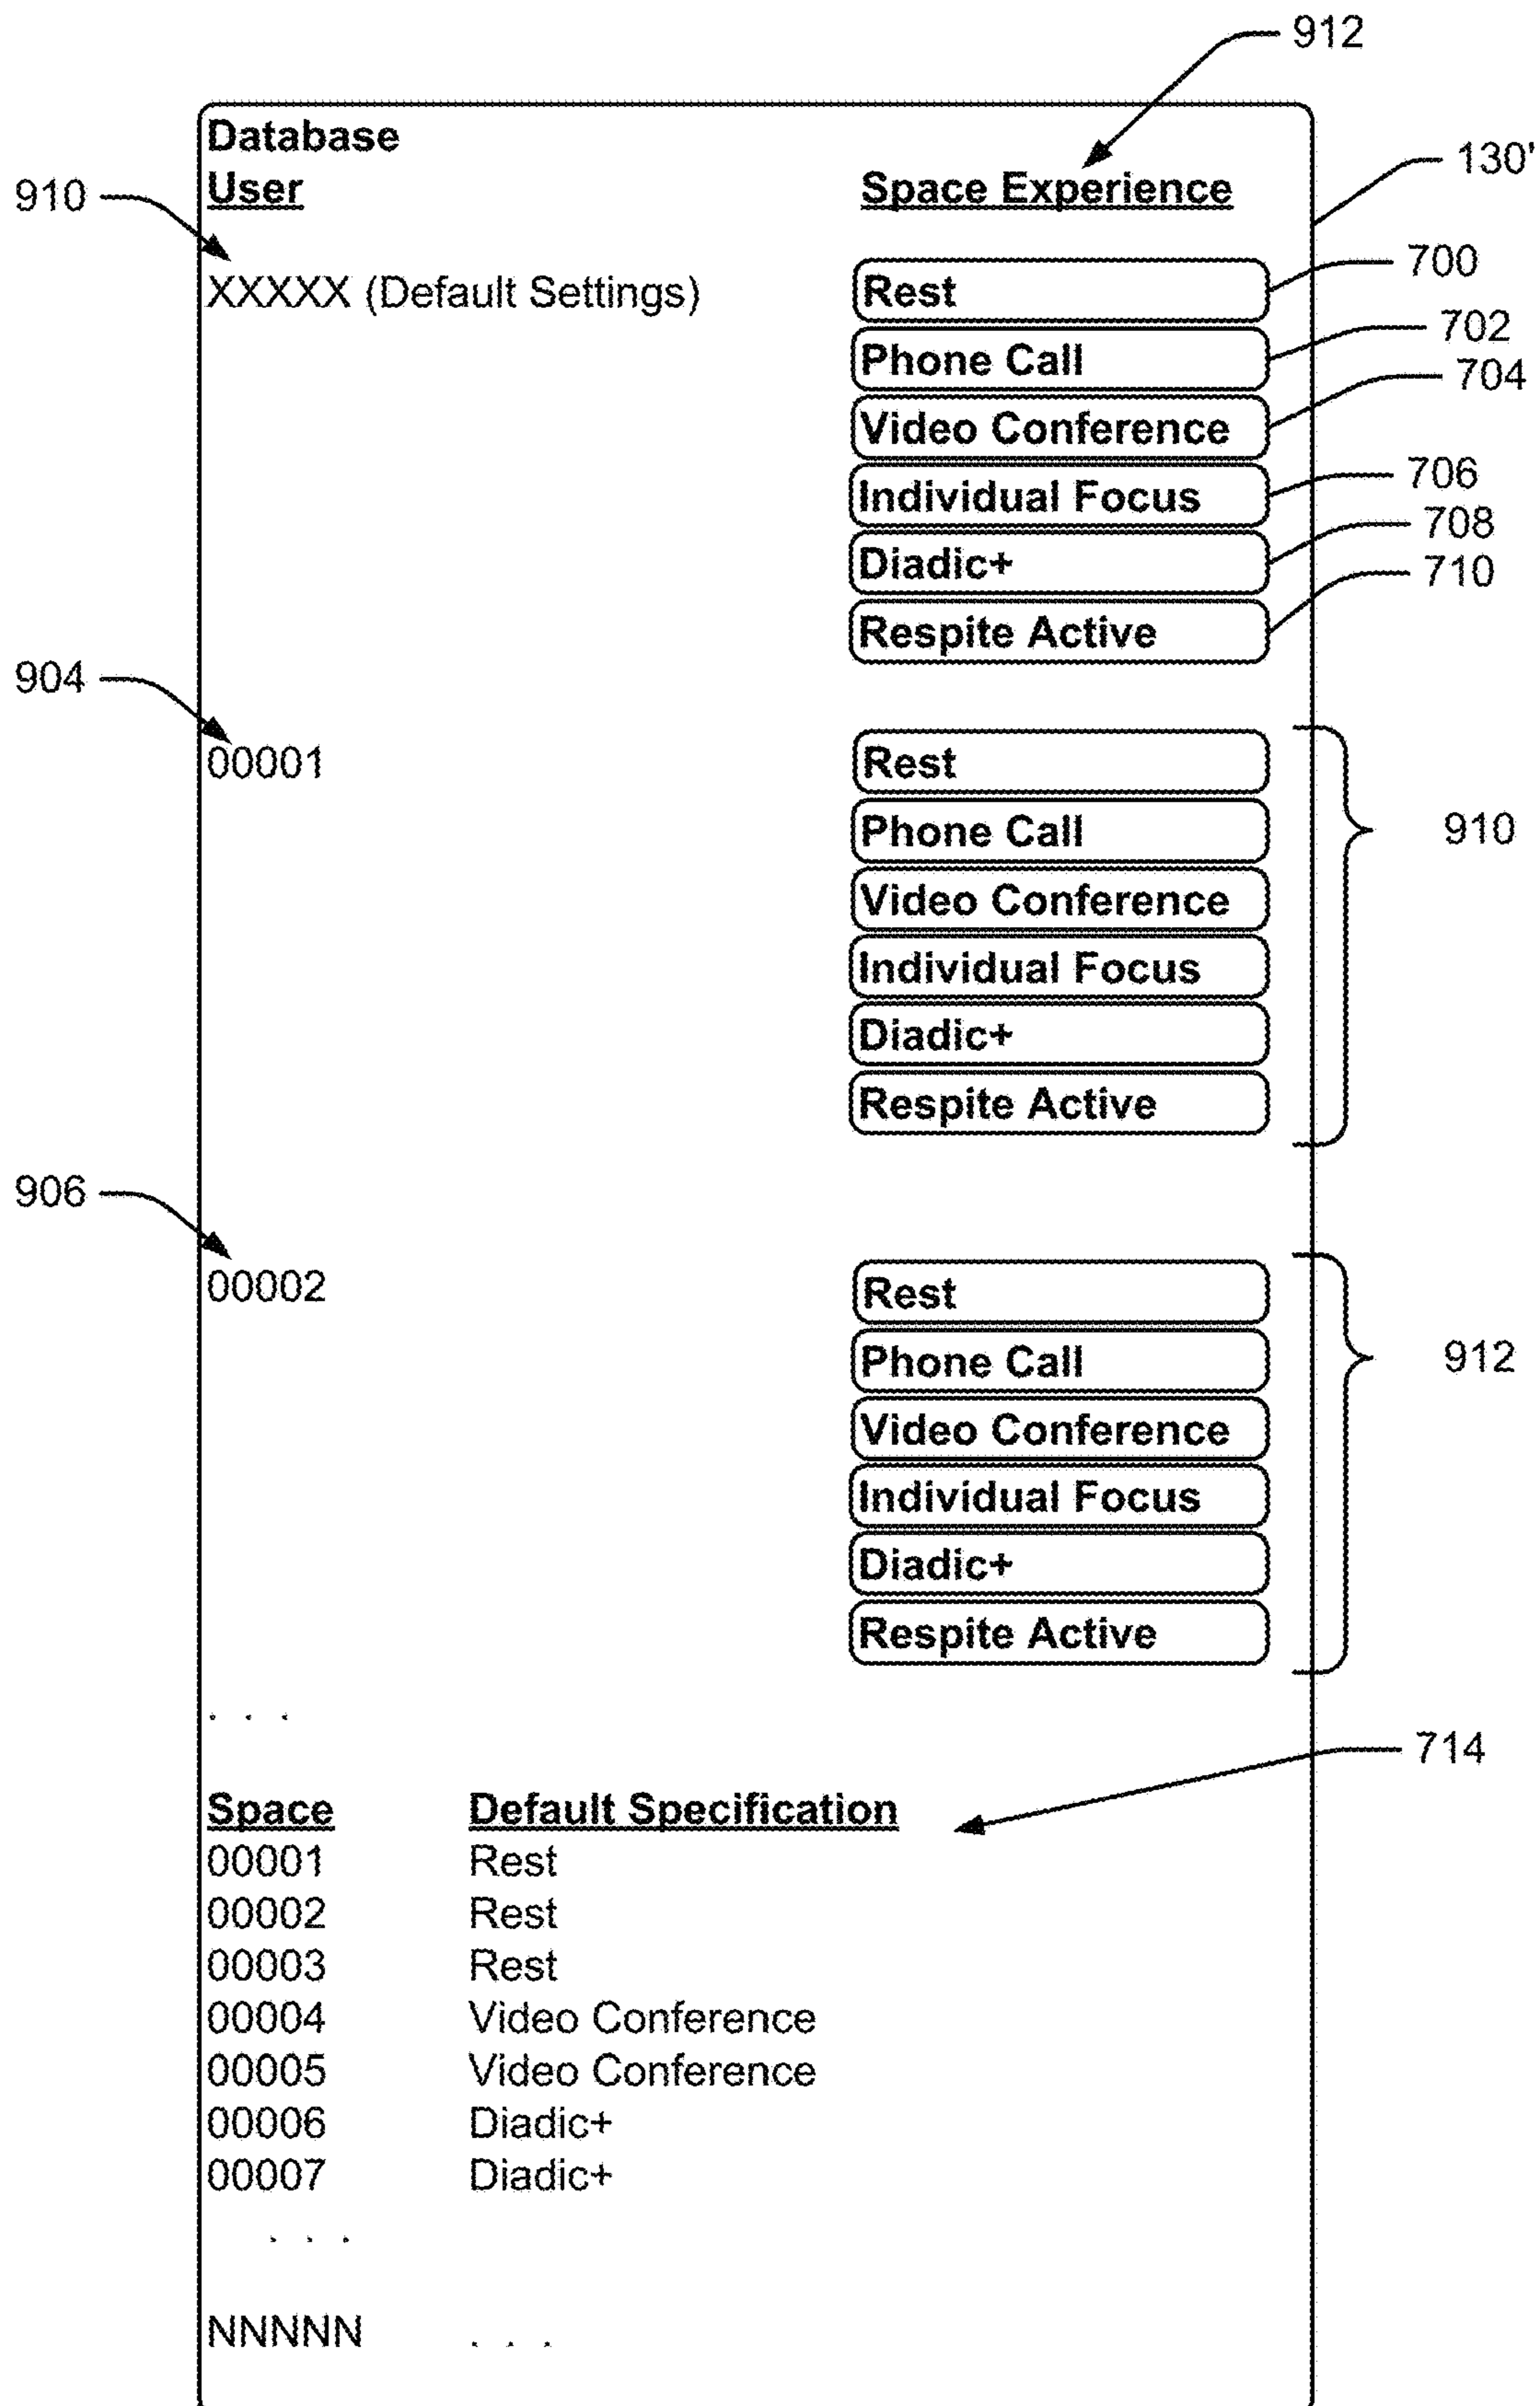 912
Database
130'
910
User Space Experience
XXXXX (Default Settings) Rest 700
Phone Call 702
Video Conference 704
Individual Focus 706
Diadic+ 708
Respite Active 710
904
00001 Rest
Phone Call 910
Video Conference
Individual Focus
Diadic+
Respite Active
906
00002 Rest
Phone Call 912
Video Conference
Individual Focus
Diadic+
Respite Active
. . .
714
Space Default Specification
00001 Rest
00002 Rest
00003 Rest
00004 Video Conference
00005 Video Conference
00006 Diadic+
00007 Diadic+
. . .
NNNNN . . .